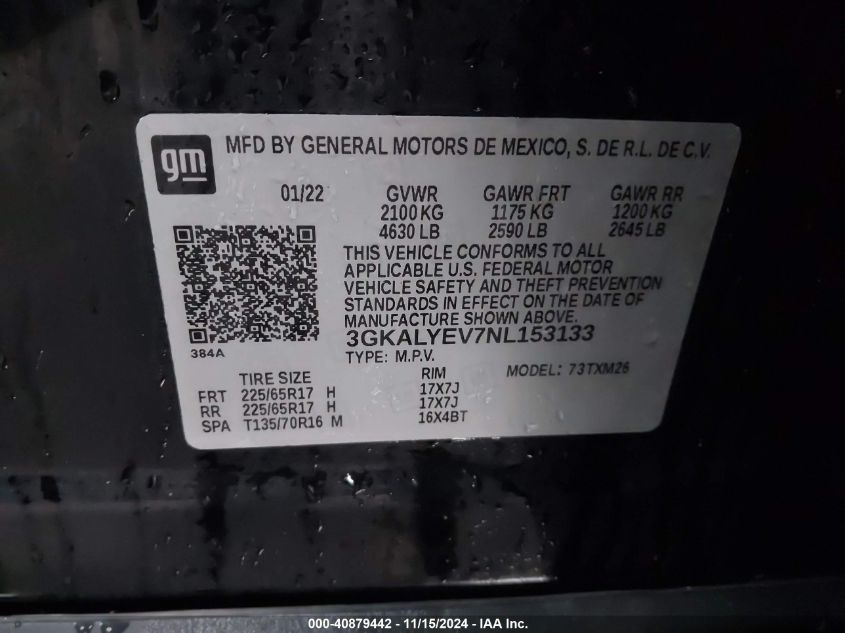 gm
MFD BY GENERAL MOTORS DE MEXICO, S. DE R.L. DE C.V.
01/22 GVWR GAWR FRT GAWR RR
2100 KG 1175 KG 1200 KG
4630 LB 2590 LB 2645 LB
THIS VEHICLE CONFORMS TO ALL
APPLICABLE U.S. FEDERAL MOTOR
VEHICLE SAFETY AND THEFT PREVENTION
STANDARDS IN EFFECT ON THE DATE OF
MANUFACTURE SHOWN ABOVE.
384A
3GKALYEV7NL153133
TYPE: M.P.V. MODEL: 73TXM26
TIRE SIZE RIM
FRT 225/65R17 H 17X7J
RR 225/65R17 H 17X7J
SPA T135/70R16 M 16X4BT
000-40879442 - 11/15/2024 - IAA Inc.